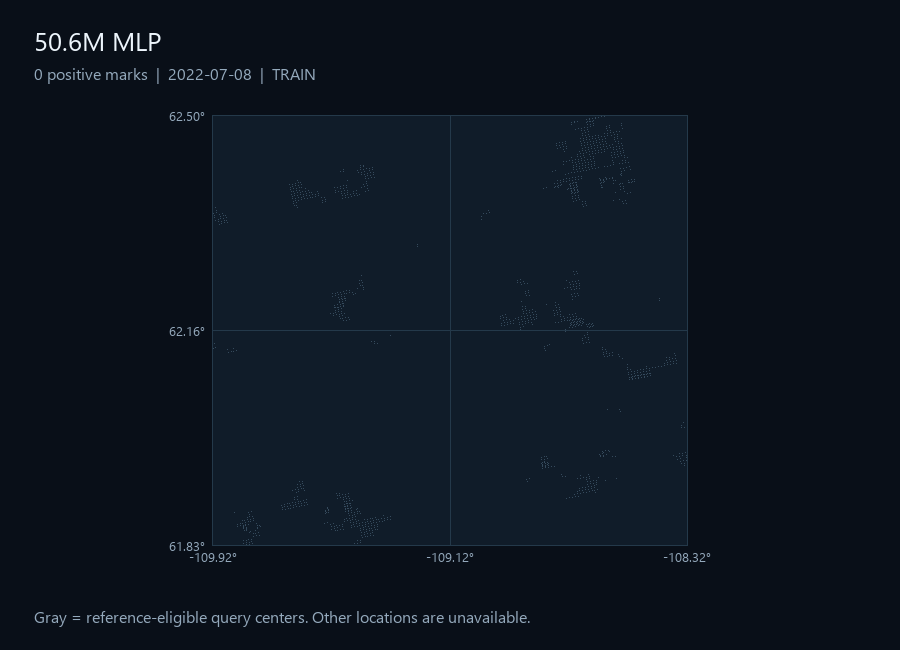 50.6M MLP
0 positive marks | 2022-07-08 | TRAIN
62.50°
62.16°
61.83°
-109.92°
-109.12°
-108.32°
Gray = reference-eligible query centers. Other locations are unavailable.